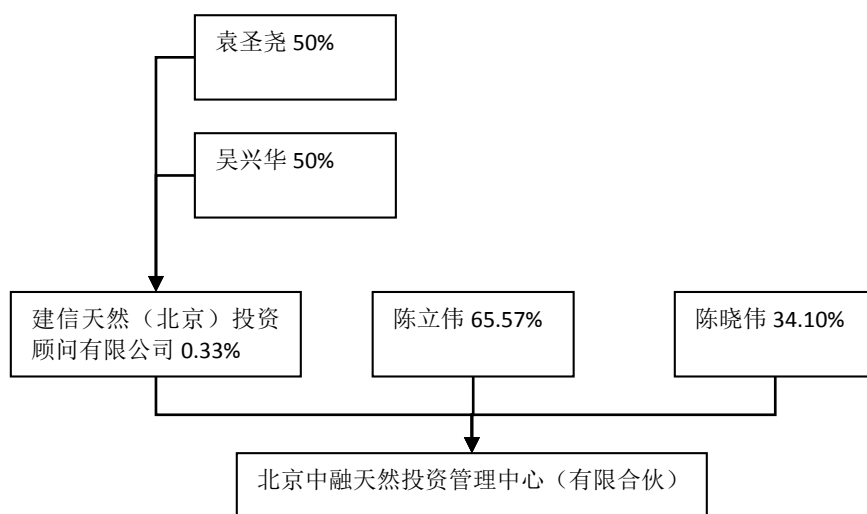 袁圣尧 50%
吴兴华 50%
建信天然（北京）投资
顾问有限公司 0.33%
陈立伟 65.57%
陈晓伟 34.10%
北京中融天然投资管理中心（有限合伙）